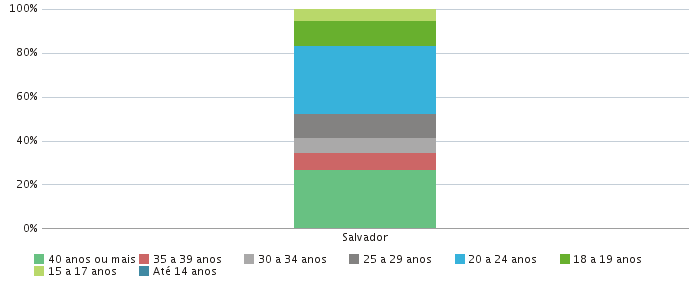 100%
80%
60%
40%
20%
0%
Salvador
40 anos ou mais 35 a 39 anos 30 a 34 anos 25 a 29 anos 20 a 24 anos 18 a 19 anos
15 a 17 anos Até 14 anos